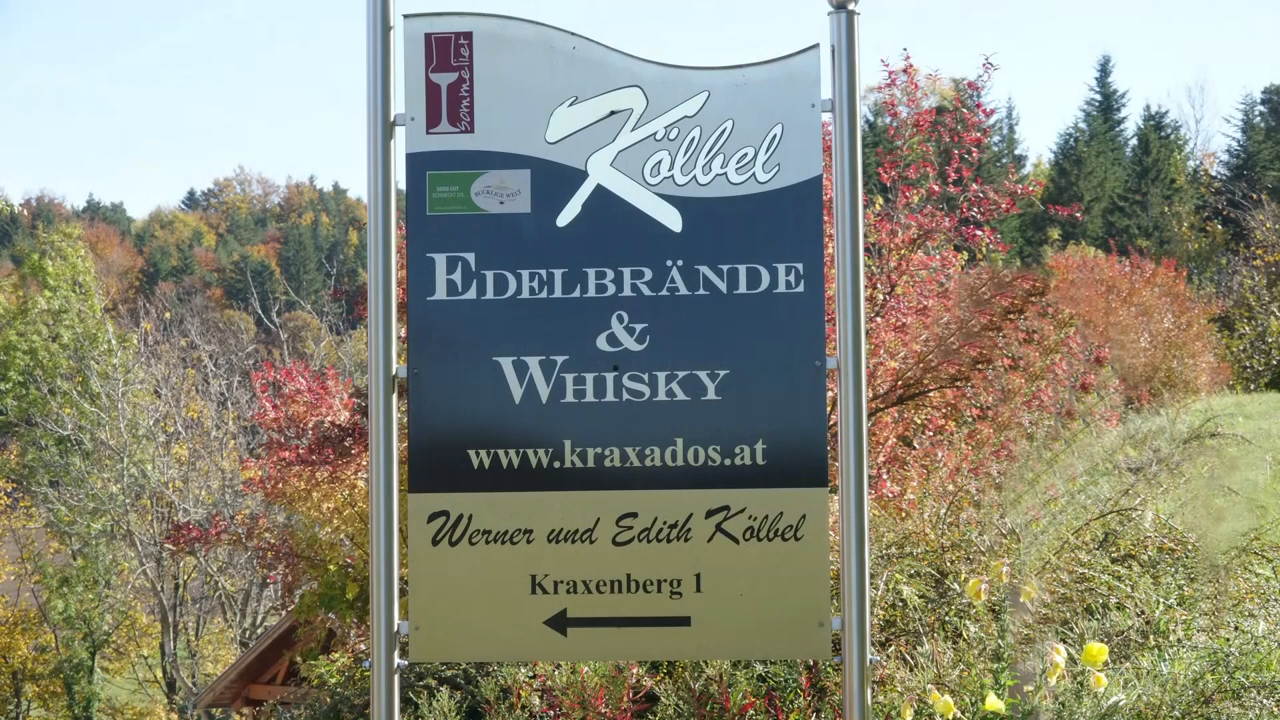 Sommelier
Kölbel
BUCKLIGE WELT
EDELBRÄNDE
&
WHISKY
www.kraxados.at
Werner und Edith Kölbel
Kraxenberg 1